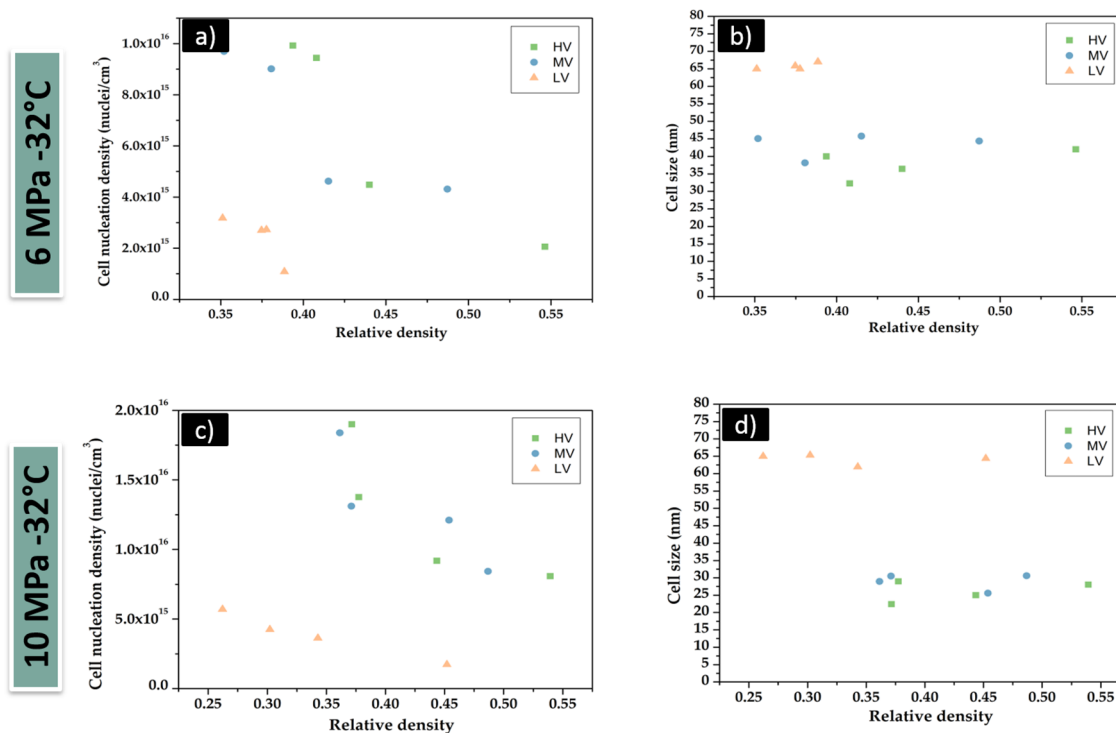 6 MPa -32°C
a)
Cell nucleation density (nuclei/cm³)
1.0x10¹⁶
8.0x10¹⁵
6.0x10¹⁵
4.0x10¹⁵
2.0x10¹⁵
0.0
0.35 0.40 0.45 0.50 0.55
Relative density
HV
MV
LV
b)
Cell size (nm)
80
75
70
65
60
55
50
45
40
35
30
25
20
15
10
5
0
0.35 0.40 0.45 0.50 0.55
Relative density
HV
MV
LV
10 MPa -32°C
c)
Cell nucleation density (nuclei/cm³)
2.0x10¹⁶
1.5x10¹⁶
1.0x10¹⁶
5.0x10¹⁵
0.0
0.25 0.30 0.35 0.40 0.45 0.50 0.55
Relative density
HV
MV
LV
d)
Cell size (nm)
80
75
70
65
60
55
50
45
40
35
30
25
20
15
10
5
0
0.25 0.30 0.35 0.40 0.45 0.50 0.55
Relative density
HV
MV
LV